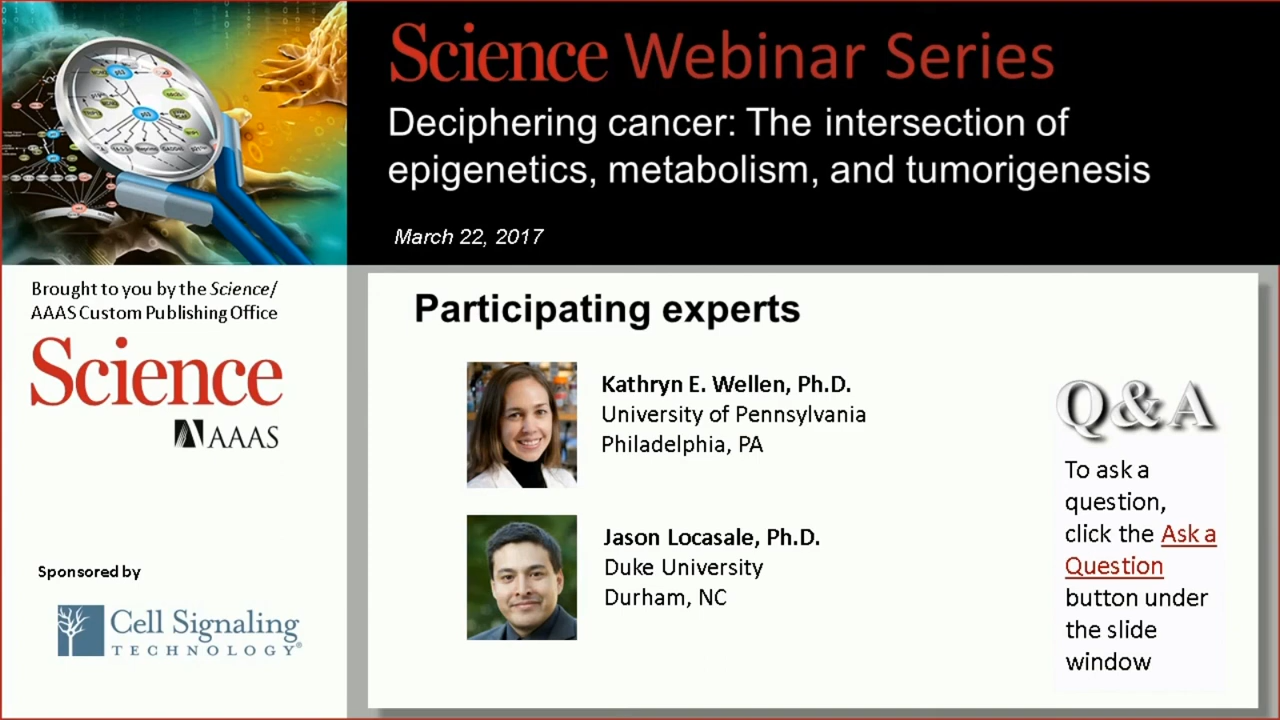 Science Webinar Series
Deciphering cancer: The intersection of
epigenetics, metabolism, and tumorigenesis
March 22, 2017
Brought to you by the Science/
AAAS Custom Publishing Office
Science
AAAS
Sponsored by
Cell Signaling
TECHNOLOGY®
Participating experts
Kathryn E. Wellen, Ph.D.
University of Pennsylvania
Philadelphia, PA
Jason Locasale, Ph.D.
Duke University
Durham, NC
Q&A
To ask a
question,
click the Ask a
Question
button under
the slide
window